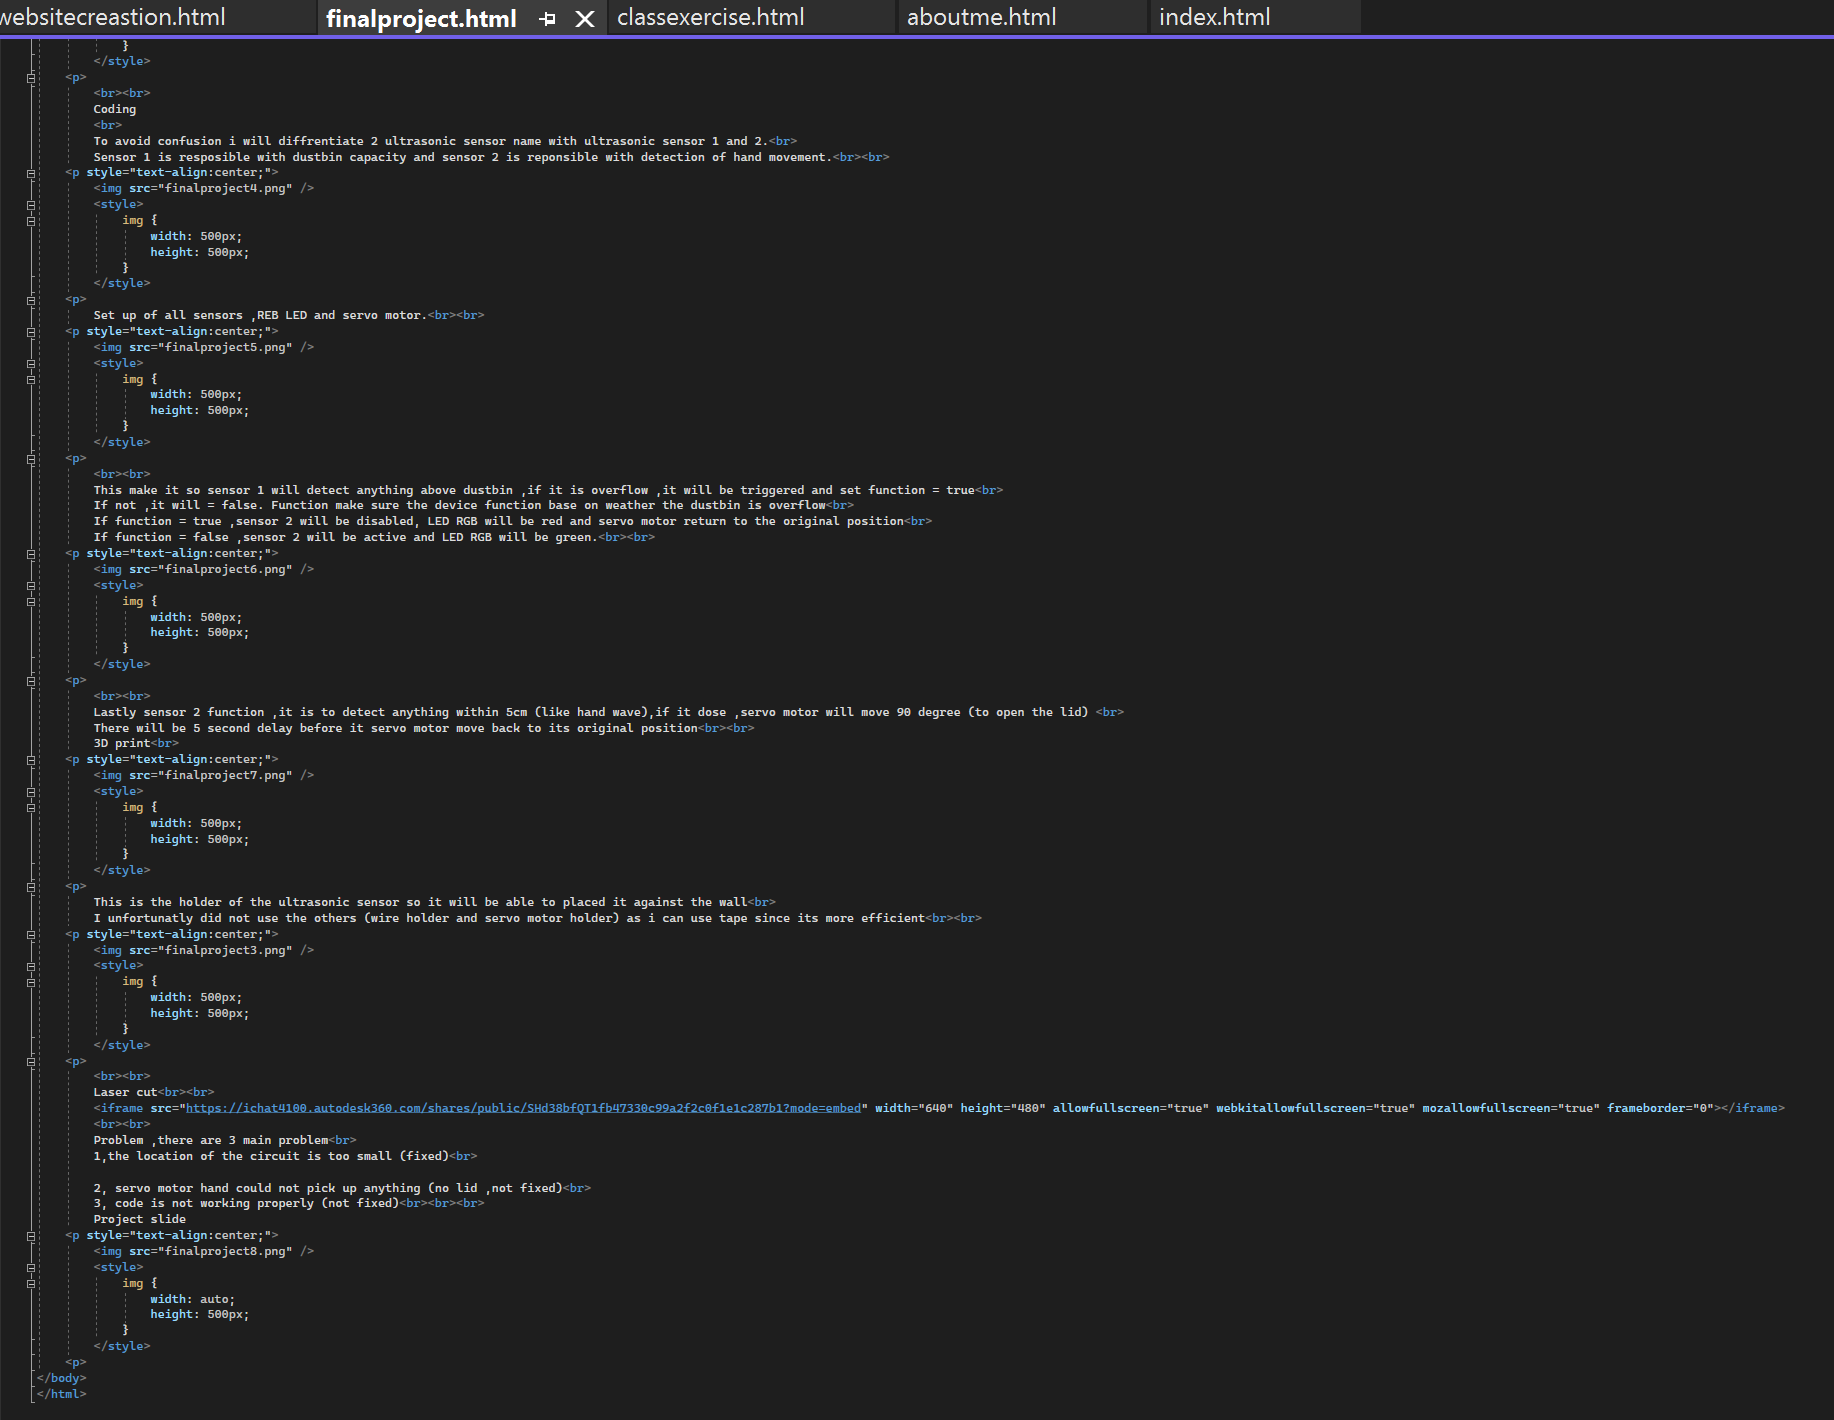 websitecreastion.html finalproject.html classexercise.html aboutme.html index.html
}
</style>
<p>
<br><br>
Coding
<br>
To avoid confusion i will diffrentiate 2 ultrasonic sensor name with ultrasonic sensor 1 and 2.<br>
Sensor 1 is resposible with dustbin capacity and sensor 2 is reponsible with detection of hand movement.<br><br>
<p style="text-align:center;">
<img src="finalproject4.png" />
<style>
img {
width: 500px;
height: 500px;
}
</style>
<p>
Set up of all sensors ,REB LED and servo motor.<br><br>
<p style="text-align:center;">
<img src="finalproject5.png" />
<style>
img {
width: 500px;
height: 500px;
}
</style>
<p>
<br><br>
This make it so sensor 1 will detect anything above dustbin ,if it is overflow ,it will be triggered and set function = true<br>
If not ,it will = false. Function make sure the device function base on weather the dustbin is overflow<br>
If function = true ,sensor 2 will be disabled, LED RGB will be red and servo motor return to the original position<br>
If function = false ,sensor 2 will be active and LED RGB will be green.<br><br>
<p style="text-align:center;">
<img src="finalproject6.png" />
<style>
img {
width: 500px;
height: 500px;
}
</style>
<p>
<br><br>
Lastly sensor 2 function ,it is to detect anything within 5cm (like hand wave),if it dose ,servo motor will move 90 degree (to open the lid) <br>
There will be 5 second delay before it servo motor move back to its original position<br><br>
3D print<br>
<p style="text-align:center;">
<img src="finalproject7.png" />
<style>
img {
width: 500px;
height: 500px;
}
</style>
<p>
This is the holder of the ultrasonic sensor so it will be able to placed it against the wall<br>
I unfortunatly did not use the others (wire holder and servo motor holder) as i can use tape since its more efficient<br><br>
<p style="text-align:center;">
<img src="finalproject3.png" />
<style>
img {
width: 500px;
height: 500px;
}
</style>
<p>
<br><br>
Laser cut<br><br>
<iframe src="https://ichat4100.autodesk360.com/shares/public/SHd38bfQT1fb47330c99a2f2c0f1e1c287b1?mode=embed" width="640" height="480" allowfullscreen="true" webkitallowfullscreen="true" mozallowfullscreen="true" frameborder="0"></iframe>
<br><br>
Problem ,there are 3 main problem<br>
1,the location of the circuit is too small (fixed)<br>
2, servo motor hand could not pick up anything (no lid ,not fixed)<br>
3, code is not working properly (not fixed)<br><br><br>
Project slide
<p style="text-align:center;">
<img src="finalproject8.png" />
<style>
img {
width: auto;
height: 500px;
}
</style>
<p>
</body>
</html>